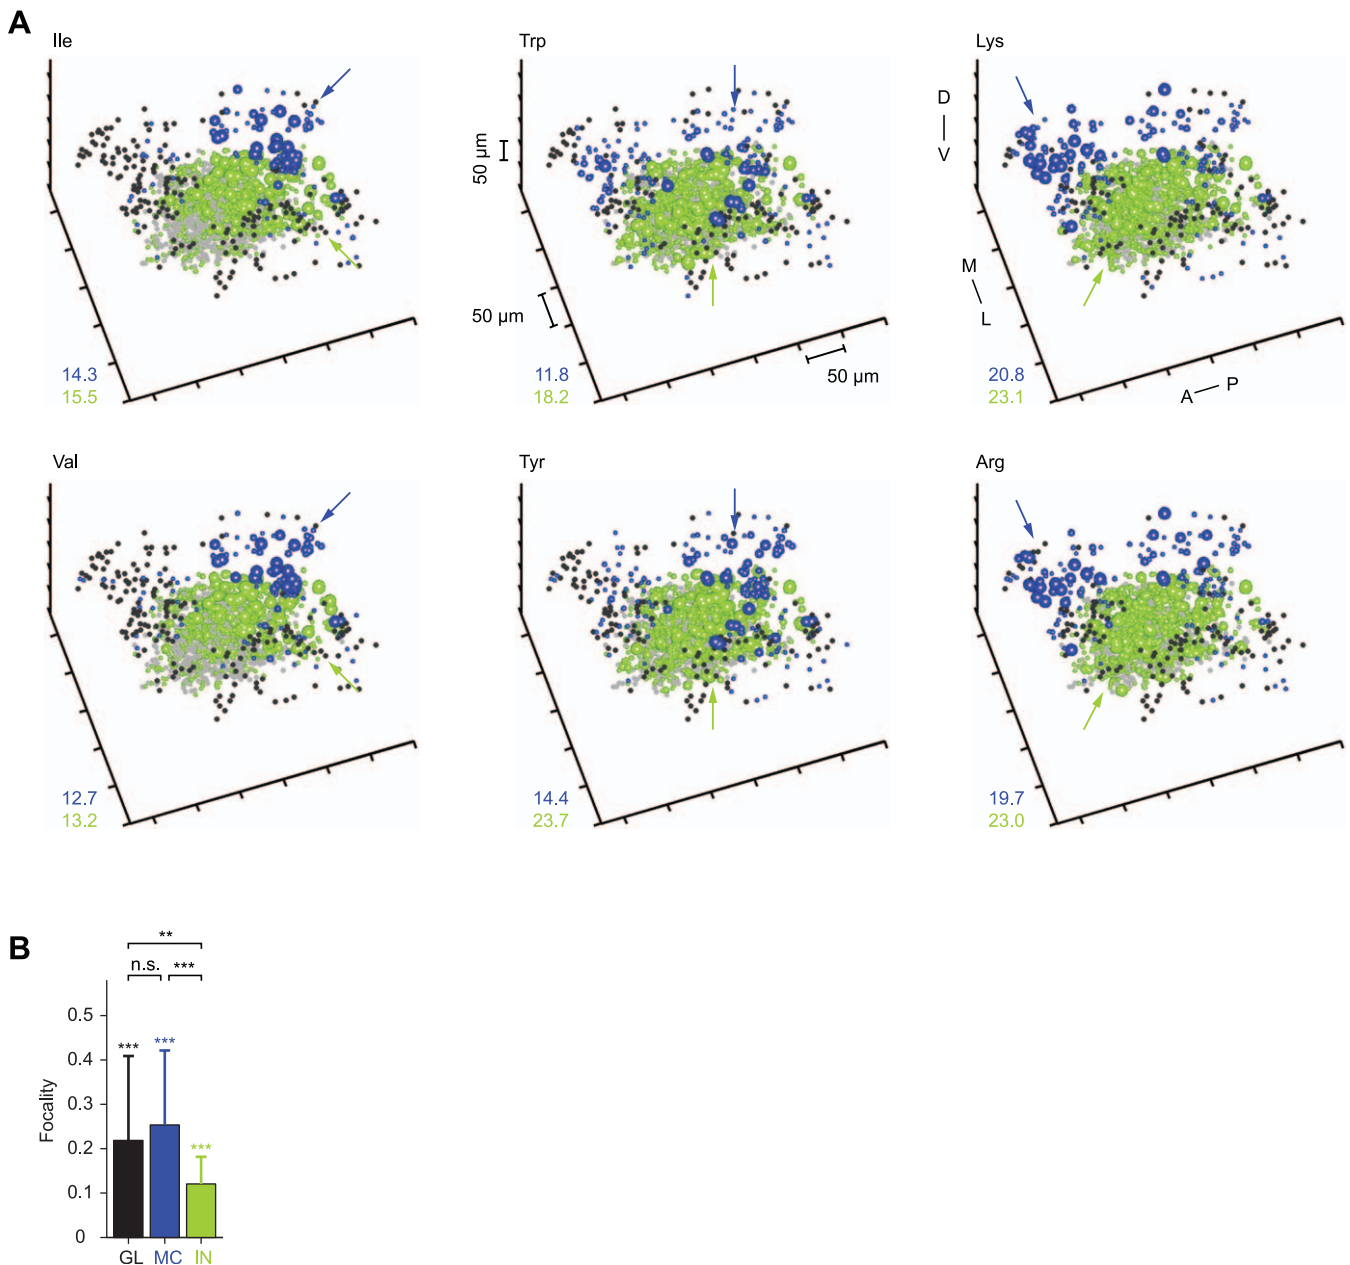 A
Ile
Trp
Lys
D
V
50 µm
M
L
50 µm
50 µm
A
P
14.3
15.5
11.8
18.2
20.8
23.1
Val
Tyr
Arg
12.7
13.2
14.4
23.7
19.7
23.0
B
**
n.s.
***
0.5
***
***
0.4
0.3
Focality
0.2
***
0.1
0
GL
MC
IN